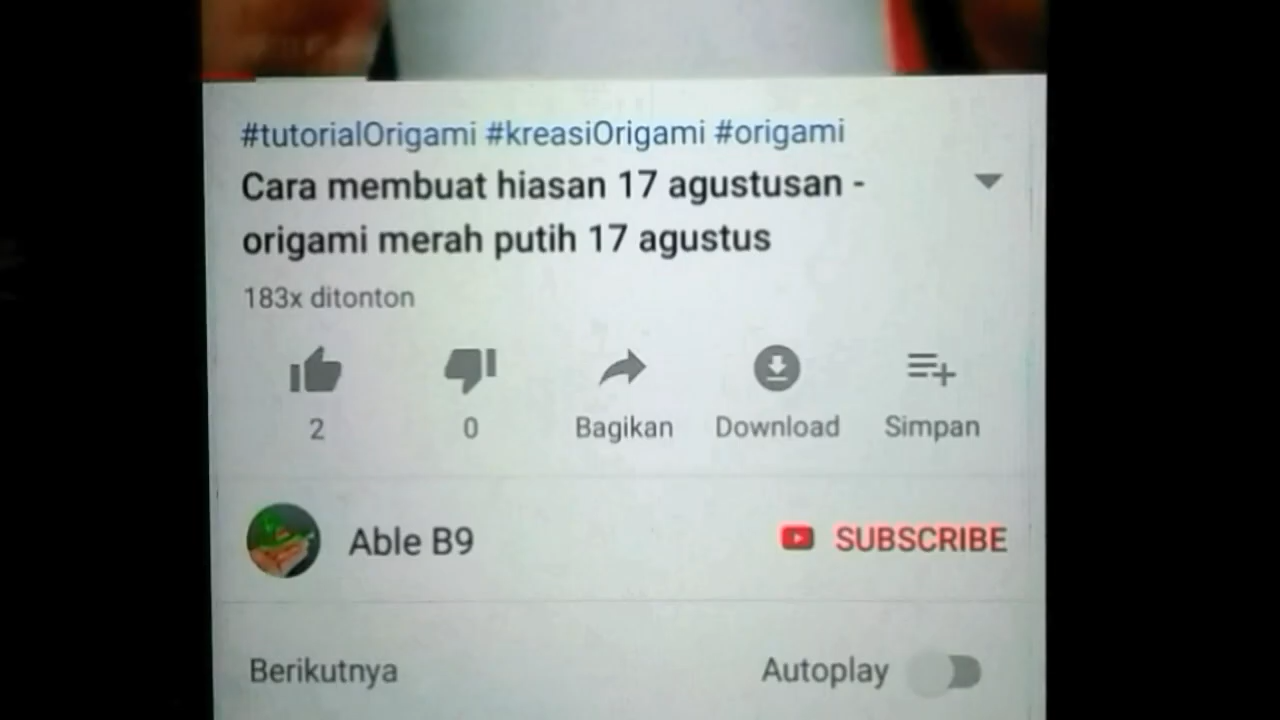 #tutorialOrigami #kreasiOrigami #origami
Cara membuat hiasan 17 agustusan -
origami merah putih 17 agustus
183x ditonton
2 0 Bagikan Download Simpan
Able B9 SUBSCRIBE
Berikutnya Autoplay